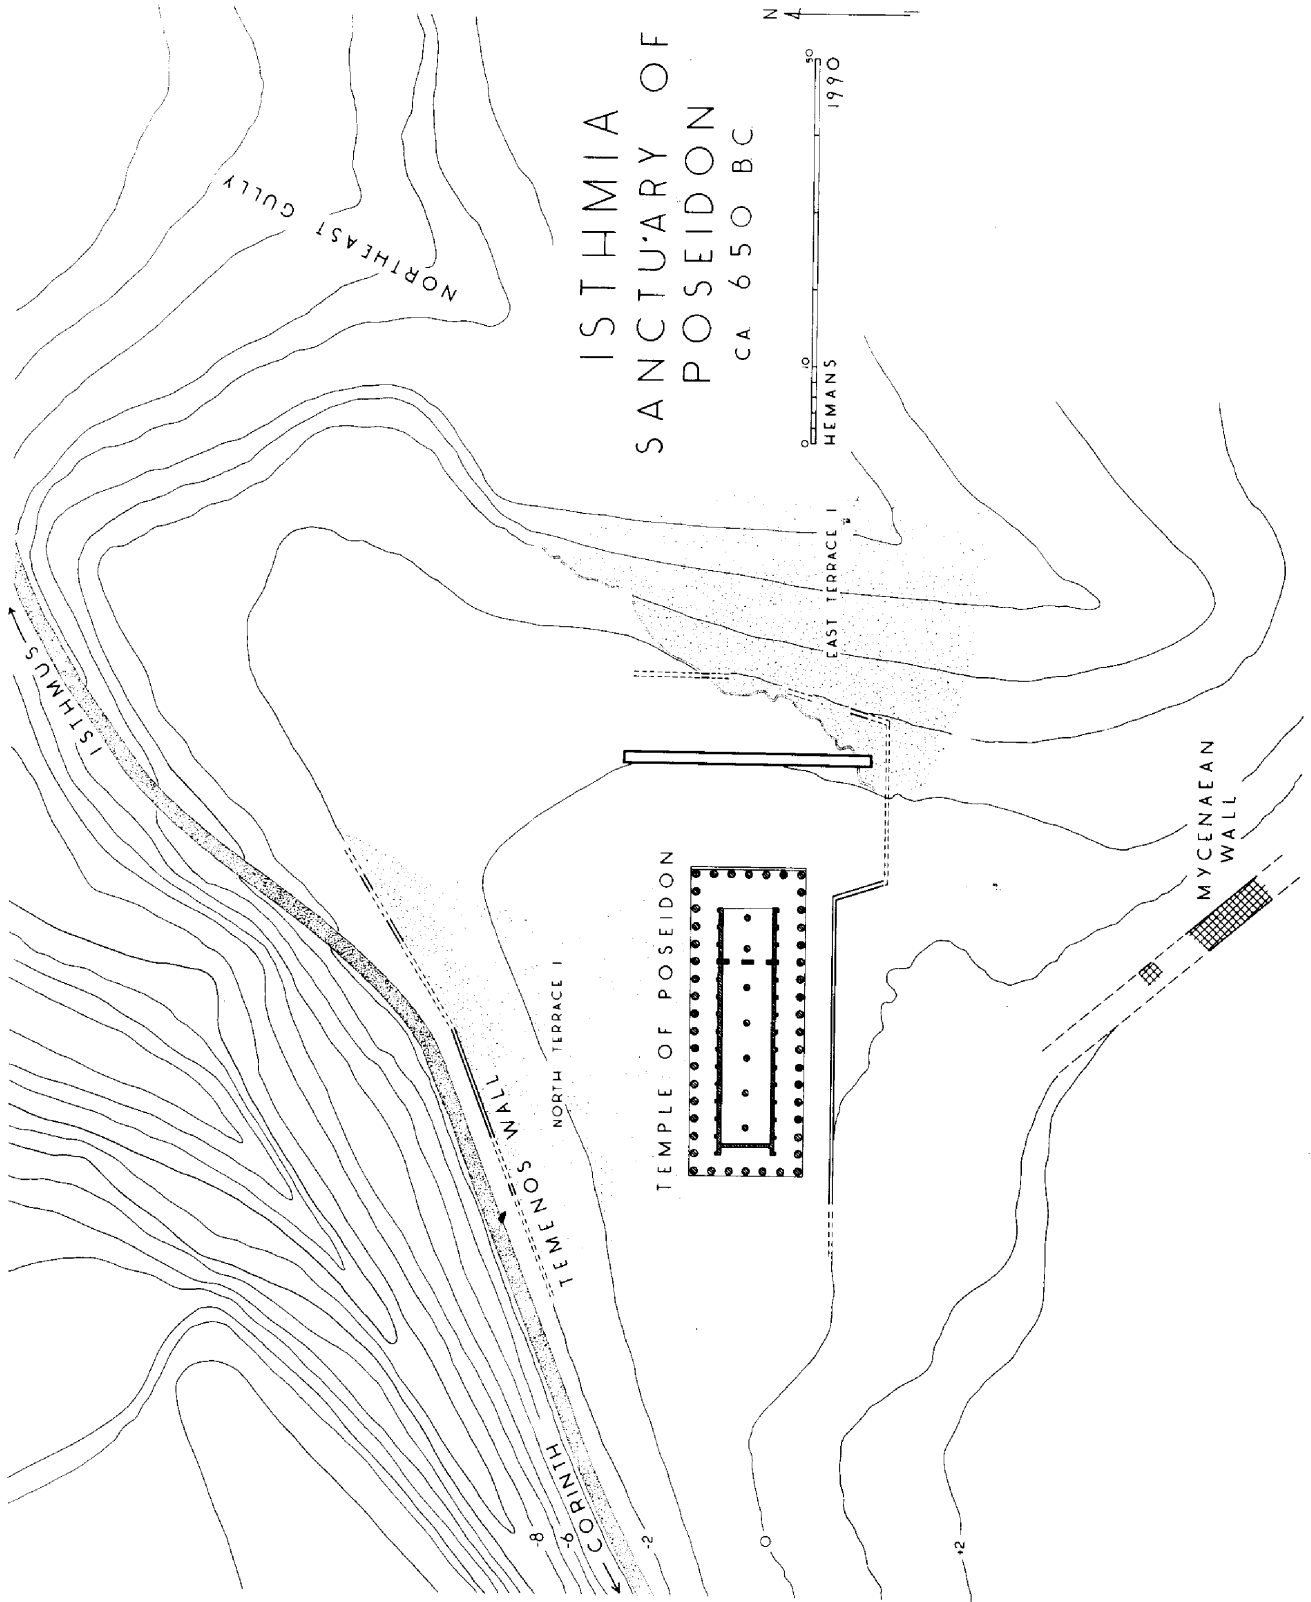 N
ISTHMIA
SANCTU'ARY OF
POSEIDON
CA 650 BC
0 10 50
HEMANS 1990
NORTHEAST GULLY
ISTHMUS
TEMENOS WALL
NORTH TERRACE I
TEMPLE OF POSEIDON
EAST TERRACE I
MYCENAEAN
WALL
CORINTH
-8
-6
-2
0
+2